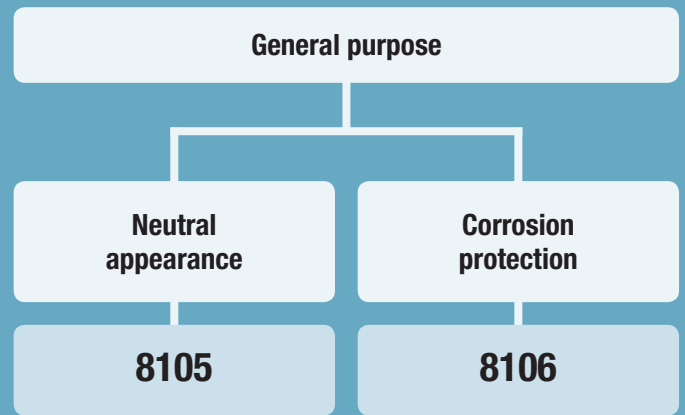 General purpose
Neutral
appearance
Corrosion
protection
8105
8106